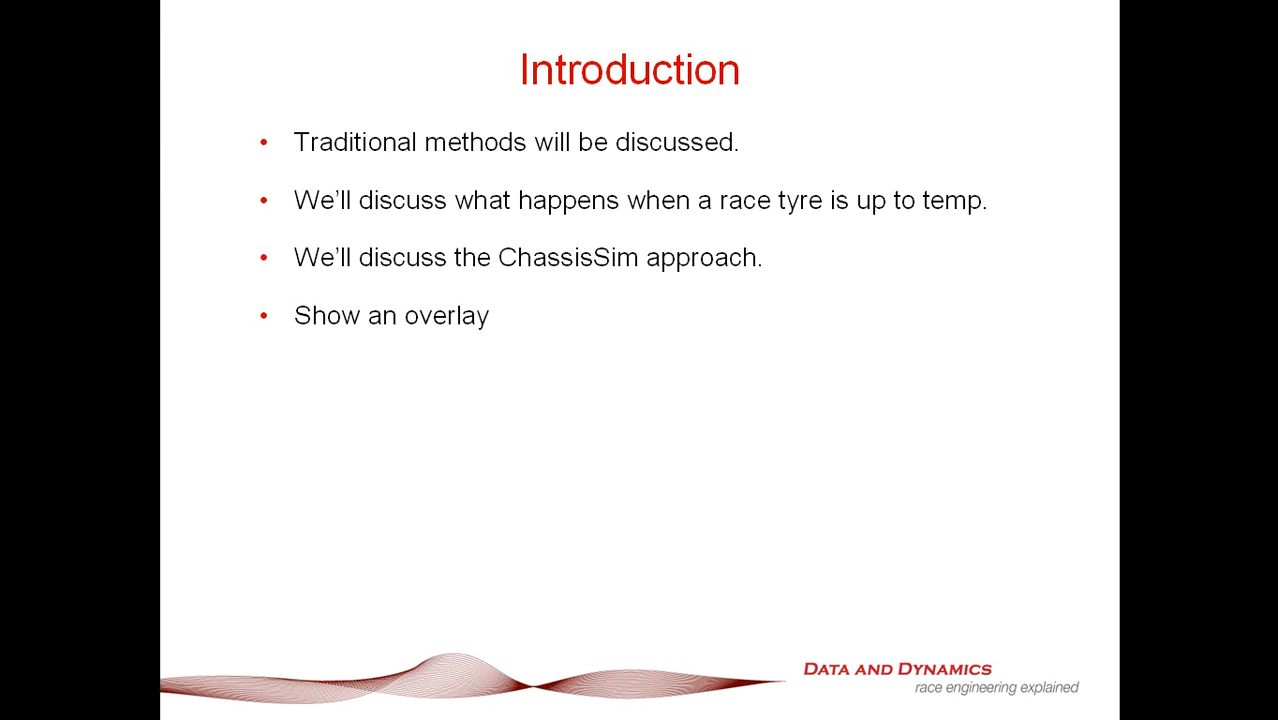 Introduction
• Traditional methods will be discussed.
• We’ll discuss what happens when a race tyre is up to temp.
• We’ll discuss the ChassisSim approach.
• Show an overlay
DATA AND DYNAMICS
race engineering explained